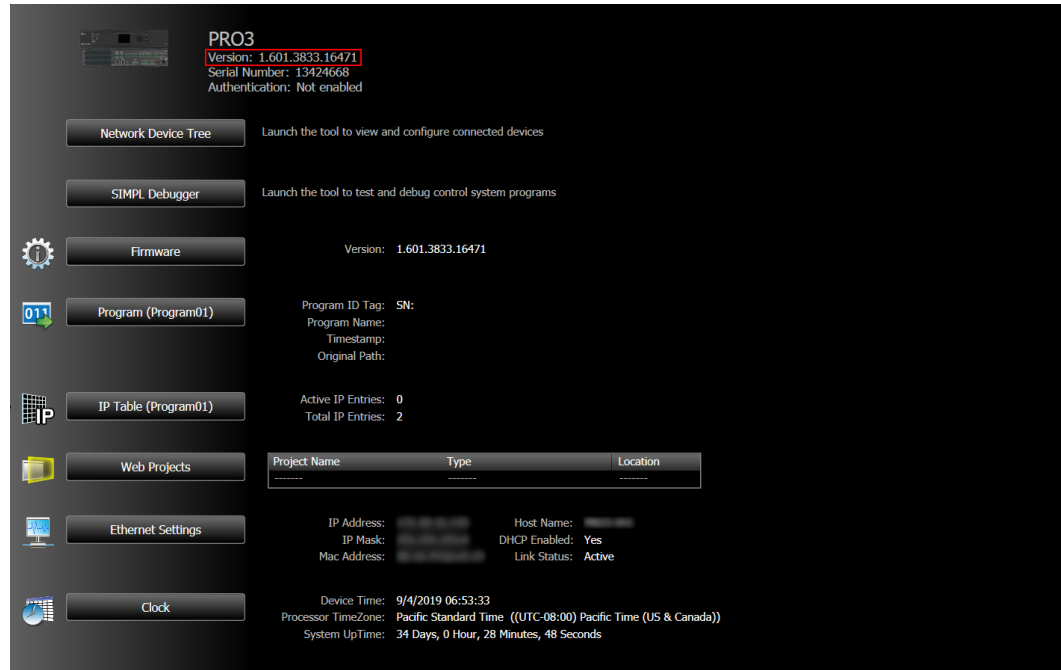 PRO3
Version: 1.601.3833.16471
Serial Number: 13424668
Authentication: Not enabled
Network Device Tree Launch the tool to view and configure connected devices
SIMPL Debugger Launch the tool to test and debug control system programs
Firmware Version: 1.601.3833.16471
011 Program (Program01) Program ID Tag: SN:
Program Name:
Timestamp:
Original Path:
IP IP Table (Program01) Active IP Entries: 0
Total IP Entries: 2
Web Projects Project Name Type Location
------- ------- -------
Ethernet Settings IP Address: Host Name:
IP Mask: DHCP Enabled: Yes
Mac Address: Link Status: Active
Clock Device Time: 9/4/2019 06:53:33
Processor TimeZone: Pacific Standard Time ((UTC-08:00) Pacific Time (US & Canada))
System UpTime: 34 Days, 0 Hour, 28 Minutes, 48 Seconds